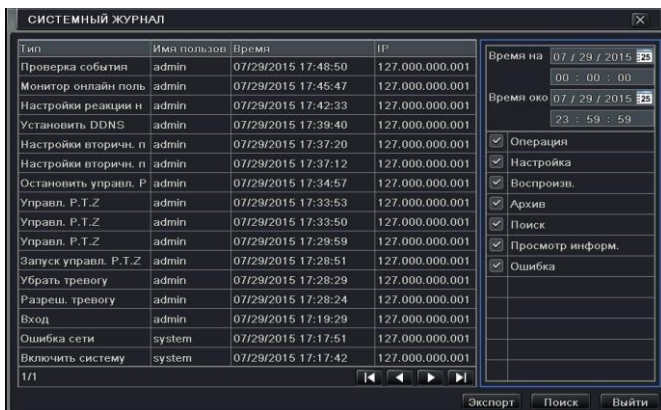 СИСТЕМНЫЙ ЖУРНАЛ
Тип Имя пользов Время IP
Проверка события admin 07/29/2015 17:48:50 127.000.000.001
Монитор онлайн поль admin 07/29/2015 17:45:47 127.000.000.001
Настройки реакции н admin 07/29/2015 17:42:33 127.000.000.001
Установить DDNS admin 07/29/2015 17:39:40 127.000.000.001
Настройки вторичн. п admin 07/29/2015 17:37:20 127.000.000.001
Настройки вторичн. п admin 07/29/2015 17:37:12 127.000.000.001
Остановить управл. P admin 07/29/2015 17:34:57 127.000.000.001
Управл. P.T.Z admin 07/29/2015 17:33:53 127.000.000.001
Управл. P.T.Z admin 07/29/2015 17:33:50 127.000.000.001
Управл. P.T.Z admin 07/29/2015 17:29:59 127.000.000.001
Запуск управл. P.T.Z admin 07/29/2015 17:28:51 127.000.000.001
Убрать тревогу admin 07/29/2015 17:28:29 127.000.000.001
Разреш. тревогу admin 07/29/2015 17:28:24 127.000.000.001
Вход admin 07/29/2015 17:19:29 127.000.000.001
Ошибка сети system 07/29/2015 17:17:51 127.000.000.001
Включить систему system 07/29/2015 17:17:42 127.000.000.001
1/1
Время на 07 / 29 / 2015 25
00 : 00 : 00
Время око 07 / 29 / 2015 25
23 : 59 : 59
Операция
Настройка
Воспроизв.
Архив
Поиск
Просмотр информ.
Ошибка
Экспорт Поиск Выйти